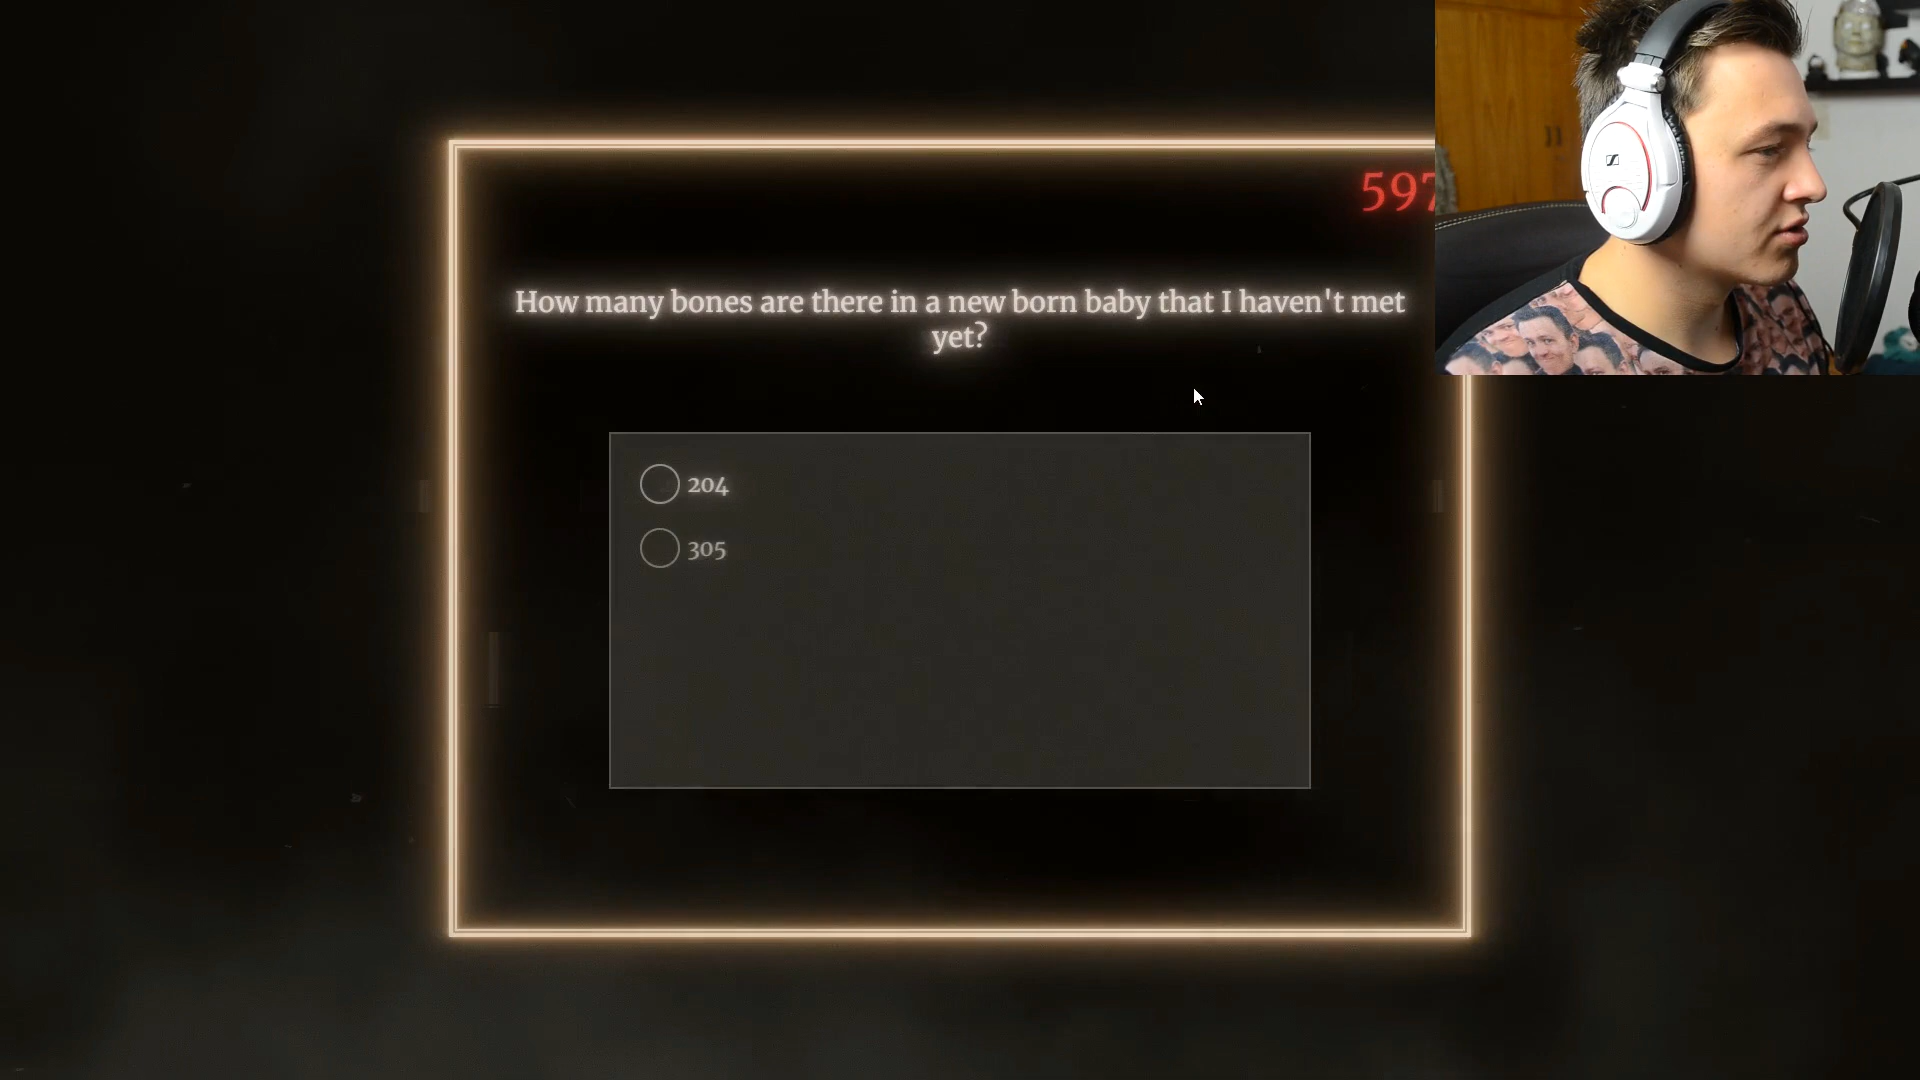 597
How many bones are there in a new born baby that I haven't met
yet?
204
305